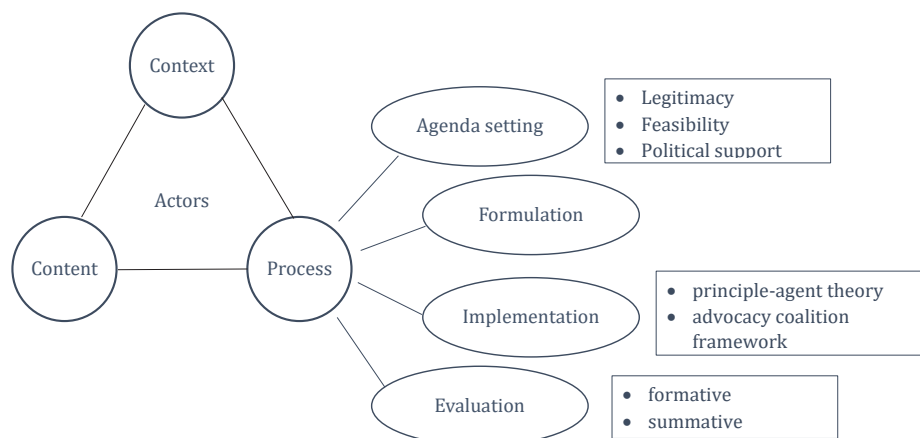 Context
Actors
Content
Process
Agenda setting
• Legitimacy
• Feasibility
• Political support
Formulation
Implementation
• principle-agent theory
• advocacy coalition
framework
Evaluation
• formative
• summative